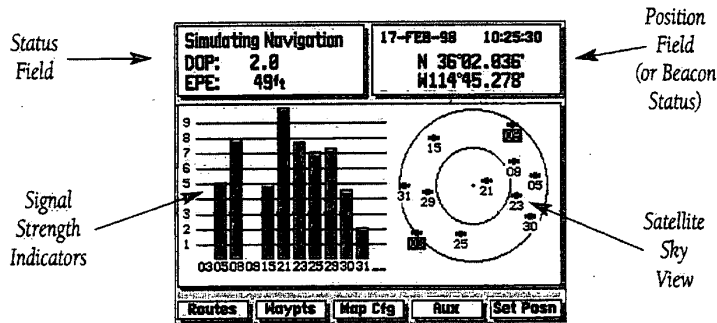 Status
Field
Simulating Navigation
DOP: 2.0
EPE: 49ft
17-FEB-98 10:25:30
N 36°02.836'
W114°45.278'
Position
Field
(or Beacon
Status)
Signal
Strength
Indicators
9
8
7
6
5
4
3
2
1
03 05 08 09 15 21 23 25 29 30 31
15
09
21
05
31
29
23
30
25
Satellite
Sky
View
Routes Waypts Map Cfg Aux Set Posn